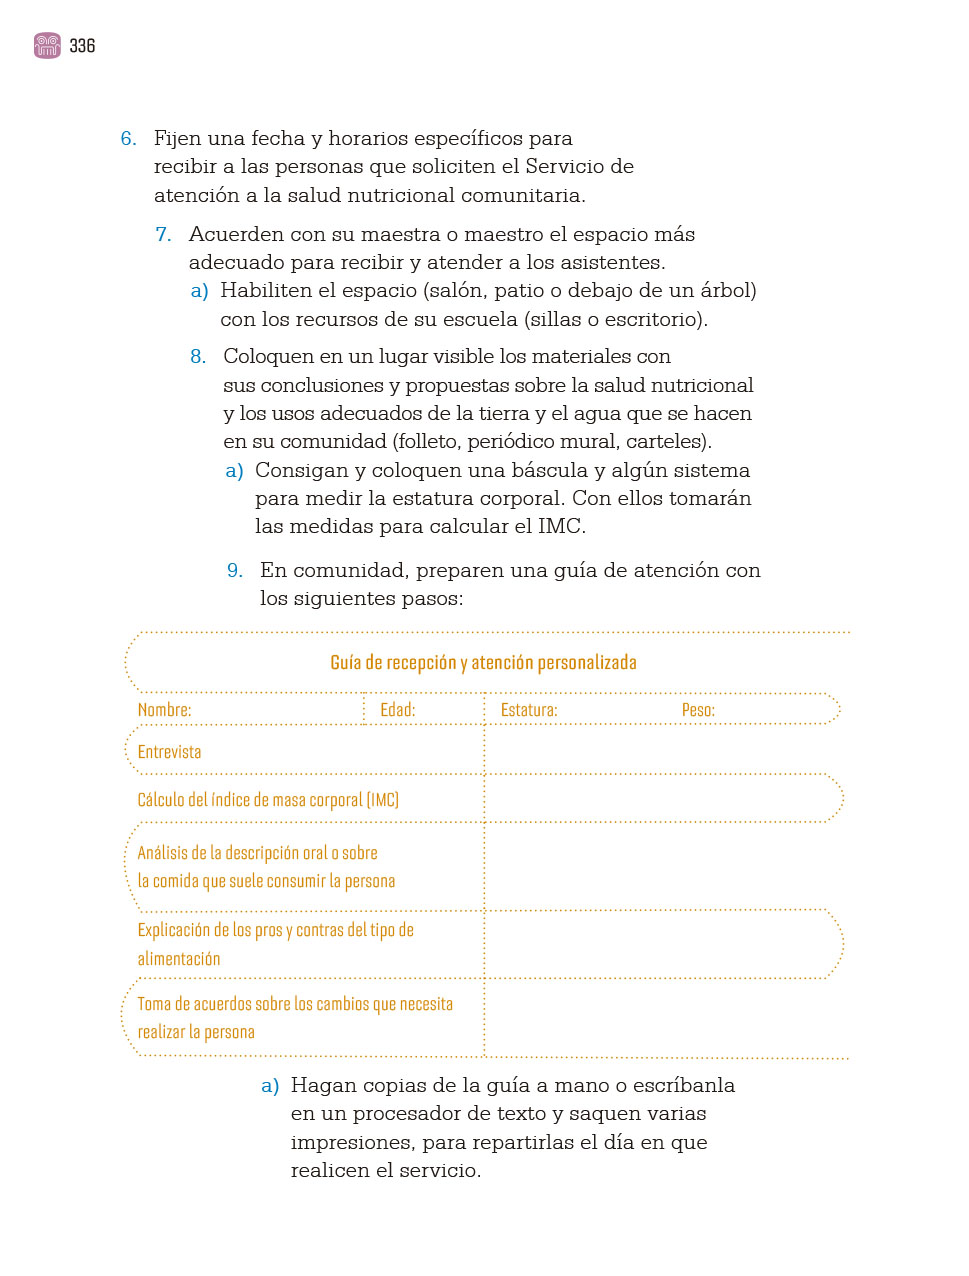 336
6. Fijen una fecha y horarios específicos para
recibir a las personas que soliciten el Servicio de
atención a la salud nutricional comunitaria.
7. Acuerden con su maestra o maestro el espacio más
adecuado para recibir y atender a los asistentes.
a) Habiliten el espacio (salón, patio o debajo de un árbol)
con los recursos de su escuela (sillas o escritorio).
8. Coloquen en un lugar visible los materiales con
sus conclusiones y propuestas sobre la salud nutricional
y los usos adecuados de la tierra y el agua que se hacen
en su comunidad (folleto, periódico mural, carteles).
a) Consigan y coloquen una báscula y algún sistema
para medir la estatura corporal. Con ellos tomarán
las medidas para calcular el IMC.
9. En comunidad, preparen una guía de atención con
los siguientes pasos:
Guía de recepción y atención personalizada
Nombre: Edad: Estatura: Peso:
Entrevista
Cálculo del índice de masa corporal (IMC)
Análisis de la descripción oral o sobre
la comida que suele consumir la persona
Explicación de los pros y contras del tipo de
alimentación
Toma de acuerdos sobre los cambios que necesita
realizar la persona
a) Hagan copias de la guía a mano o escríbanla
en un procesador de texto y saquen varias
impresiones, para repartirlas el día en que
realicen el servicio.